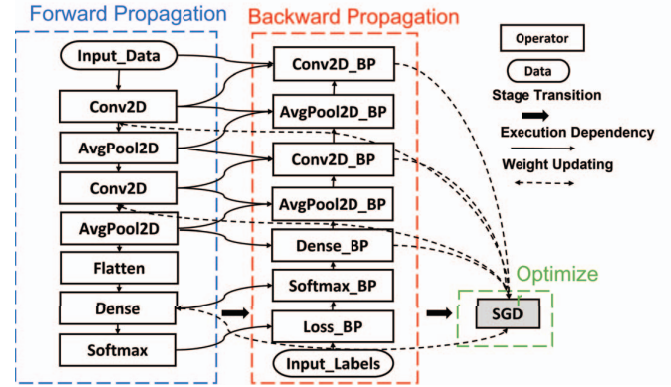 Forward Propagation
Backward Propagation
Input_Data
Conv2D
AvgPool2D
Conv2D
AvgPool2D
Flatten
Dense
Softmax
Conv2D_BP
AvgPool2D_BP
Conv2D_BP
AvgPool2D_BP
Dense_BP
Softmax_BP
Loss_BP
Input_Labels
Operator
Data
Stage Transition
Execution Dependency
Weight Updating
Optimize
SGD